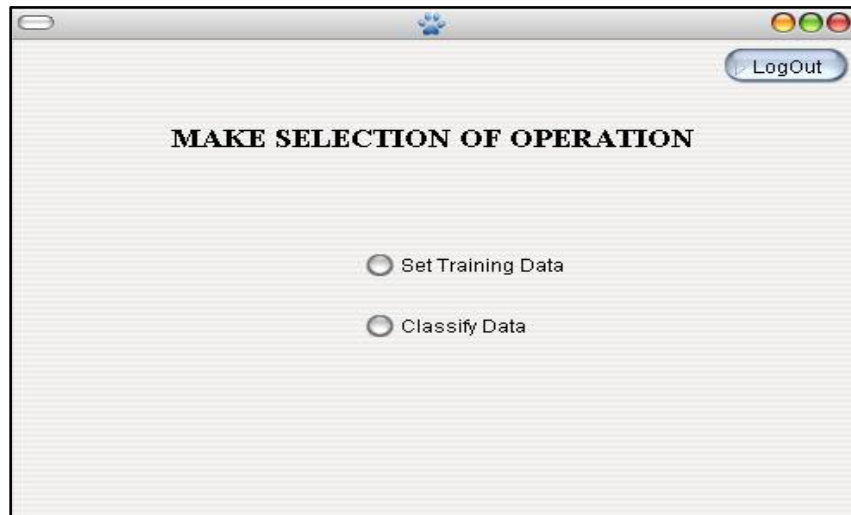 LogOut
MAKE SELECTION OF OPERATION
Set Training Data
Classify Data